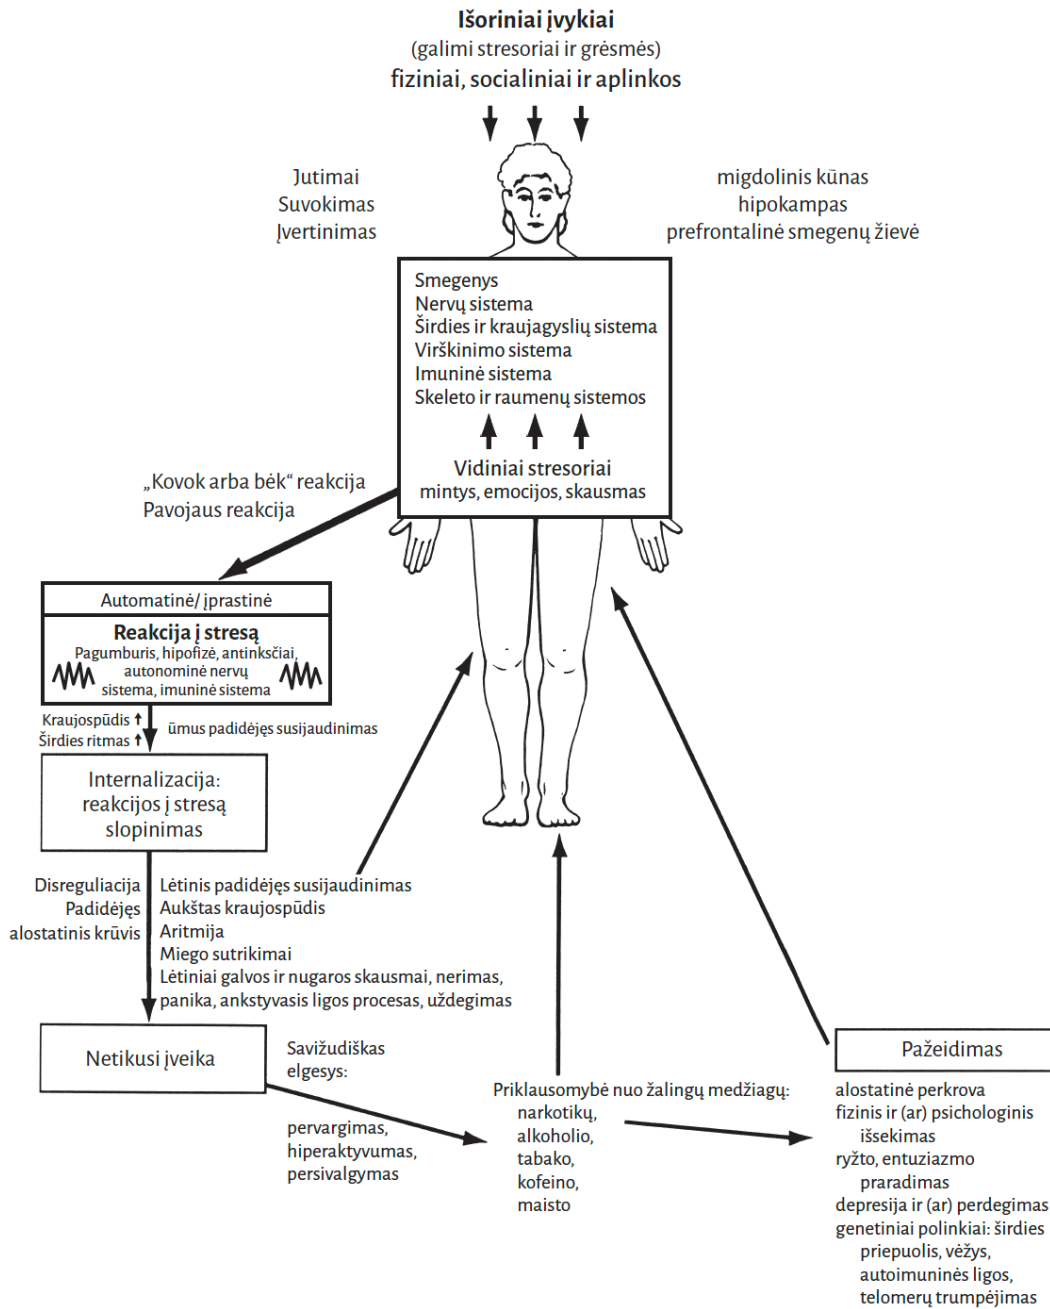 Išoriniai įvykiai
(galimi stresoriai ir grėsmės)
fiziniai, socialiniai ir aplinkos
Jutimai
Suvokimas
Įvertinimas
migdolinis kūnas
hipokampas
prefrontalinė smegenų žievė
Smegenys
Nervų sistema
Širdies ir kraujagyslių sistema
Virškinimo sistema
Imuninė sistema
Skeleto ir raumenų sistemos
Vidiniai stresoriai
mintys, emocijos, skausmas
„Kovok arba bėk“ reakcija
Pavojaus reakcija
Automatinė/ įprastinė
Reakcija į stresą
Pagumburis, hipofizė, antinksčiai,
autonominė nervų
sistema, imuninė sistema
Kraujospūdis
Širdies ritmas
ūmus padidėjęs susijaudinimas
Internalizacija:
reakcijos į stresą
slopinimas
Disreguliacija
Padidėjęs
alostatinis krūvis
Lėtinis padidėjęs susijaudinimas
Aukštas kraujospūdis
Aritmija
Miego sutrikimai
Lėtiniai galvos ir nugaros skausmai, nerimas,
panika, ankstyvasis ligos procesas, uždegimas
Netikusi įveika
Savižudiškas
elgesys:
pervargimas,
hiperaktyvumas,
persivalgymas
Priklausomybė nuo žalingų medžiagų:
narkotikų,
alkoholio,
tabako,
kofeino,
maisto
Pažeidimas
alostatinė perkrova
fizinis ir (ar) psichologinis
išsekimas
ryžto, entuziazmo
praradimas
depresija ir (ar) perdegimas
genetiniai polinkiai: širdies
priepuolis, vėžys,
autoimuninės ligos,
telomerų trumpėjimas